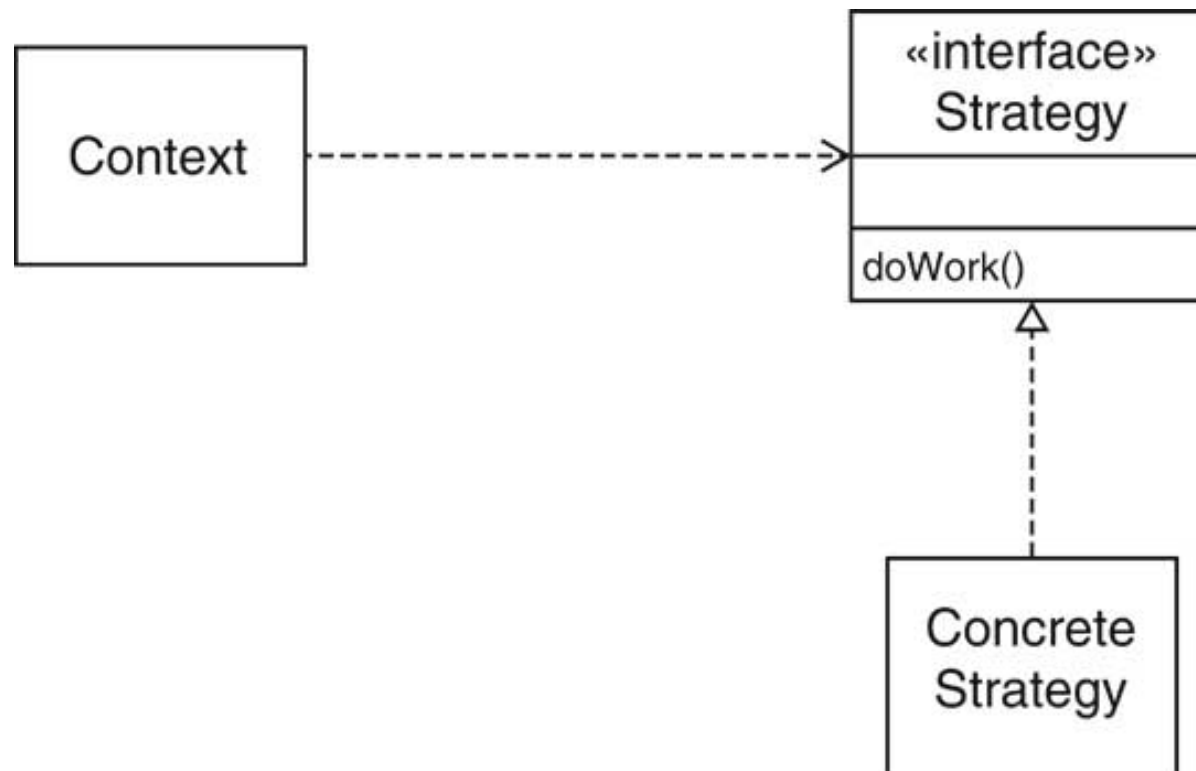 Context
«interface»
Strategy
doWork()
Concrete
Strategy